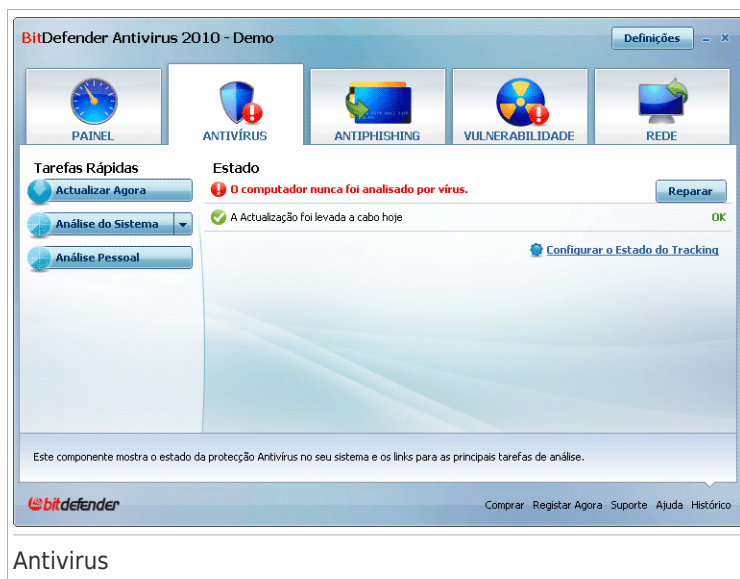 BitDefender Antivirus 2010 - Demo
Definições
PAINEL
ANTIVÍRUS
ANTIPHISHING
VULNERABILIDADE
REDE
Tarefas Rápidas
Actualizar Agora
Análise do Sistema
Análise Pessoal
Estado
O computador nunca foi analisado por vírus.
Reparar
A Actualização foi levada a cabo hoje
OK
Configurar o Estado do Tracking
Este componente mostra o estado da protecção Antivírus no seu sistema e os links para as principais tarefas de análise.
bitdefender
Comprar Registar Agora Suporte Ajuda Histórico
Antivirus